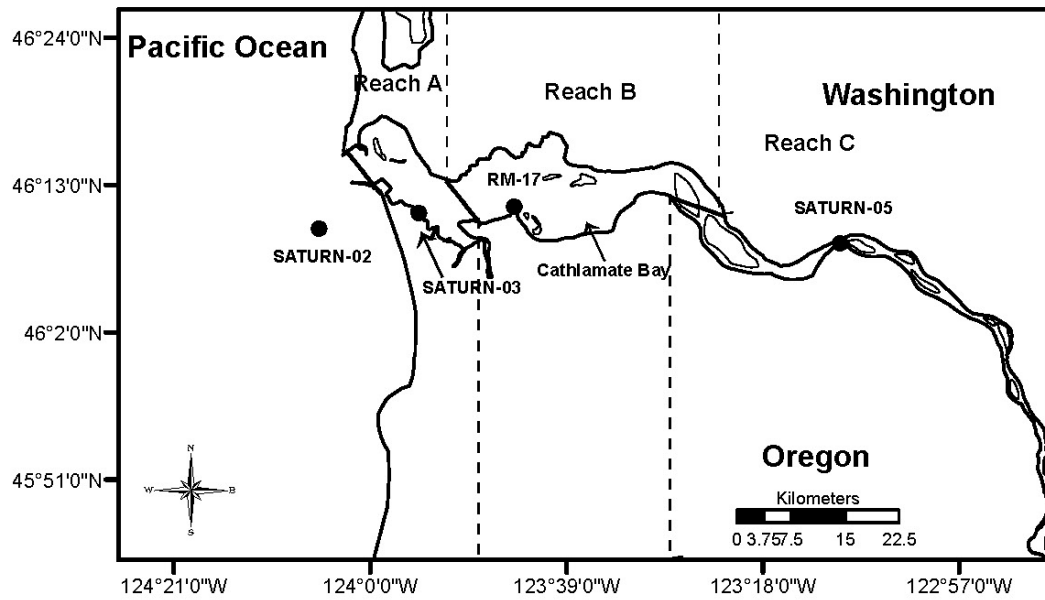 46°24'0"N
Pacific Ocean
Reach A
Reach B
Washington
Reach C
46°13'0"N
RM-17
SATURN-05
SATURN-02
SATURN-03
Cathlamate Bay
46°2'0"N
Oregon
45°51'0"N
N
W
E
S
Kilometers
0 3.75 7.5 15 22.5
124°21'0"W 124°0'0"W 123°39'0"W 123°18'0"W 122°57'0"W